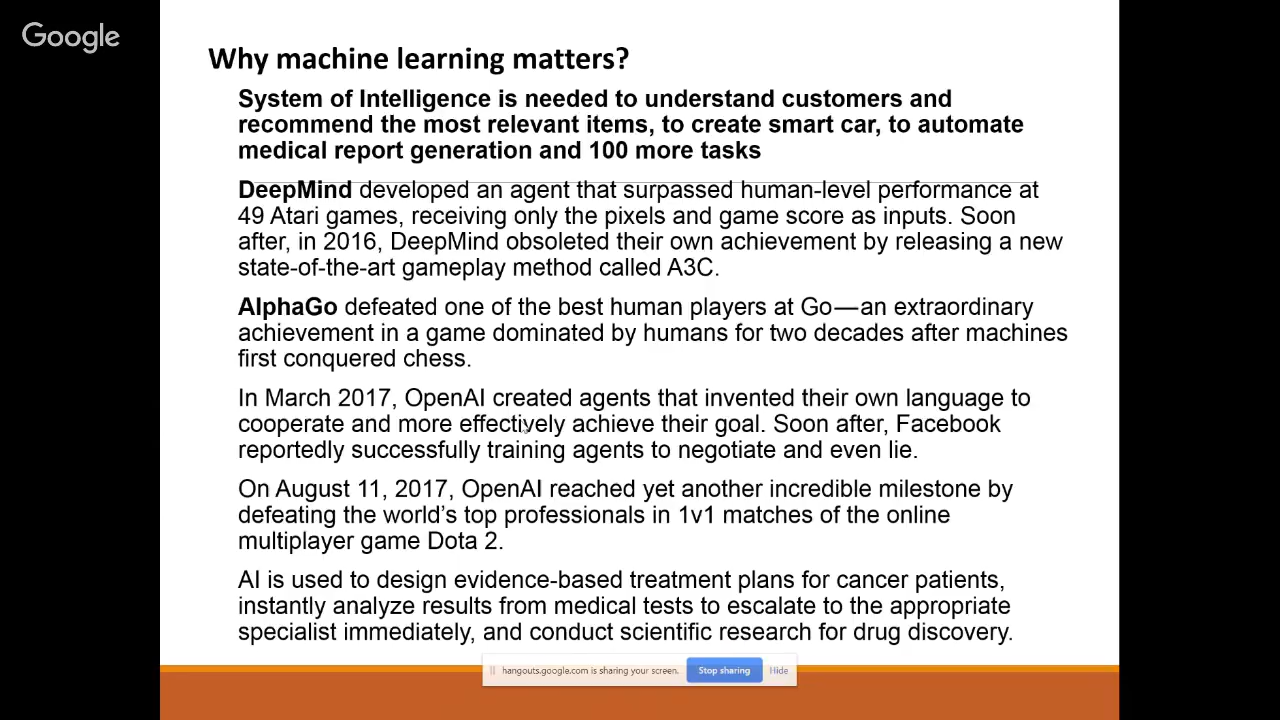 Google
Why machine learning matters?
System of Intelligence is needed to understand customers and
recommend the most relevant items, to create smart car, to automate
medical report generation and 100 more tasks
DeepMind developed an agent that surpassed human-level performance at
49 Atari games, receiving only the pixels and game score as inputs. Soon
after, in 2016, DeepMind obsoleted their own achievement by releasing a new
state-of-the-art gameplay method called A3C.
AlphaGo defeated one of the best human players at Go—an extraordinary
achievement in a game dominated by humans for two decades after machines
first conquered chess.
In March 2017, OpenAI created agents that invented their own language to
cooperate and more effectively achieve their goal. Soon after, Facebook
reportedly successfully training agents to negotiate and even lie.
On August 11, 2017, OpenAI reached yet another incredible milestone by
defeating the world's top professionals in 1v1 matches of the online
multiplayer game Dota 2.
AI is used to design evidence-based treatment plans for cancer patients,
instantly analyze results from medical tests to escalate to the appropriate
specialist immediately, and conduct scientific research for drug discovery.
hangouts.google.com is sharing your screen. Stop sharing Hide